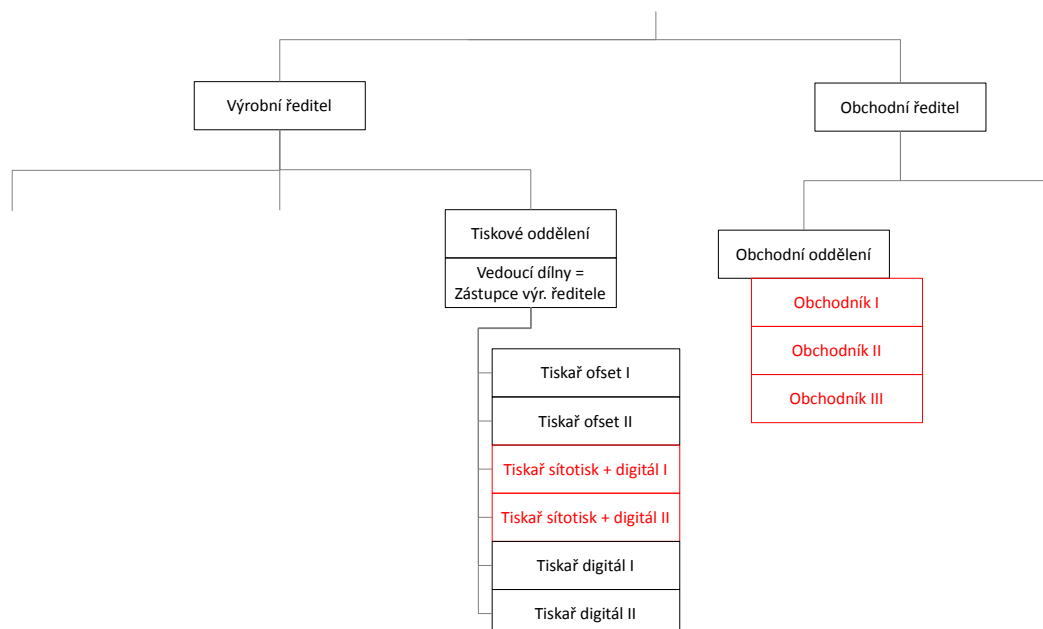 Výrobní ředitel
Obchodní ředitel
Tiskové oddělení
Vedoucí dílny =
Zástupce výr. ředitele
Obchodní oddělení
Obchodník I
Obchodník II
Obchodník III
Tiskař ofset I
Tiskař ofset II
Tiskař sítotisk + digitál I
Tiskař sítotisk + digitál II
Tiskař digitál I
Tiskař digitál II